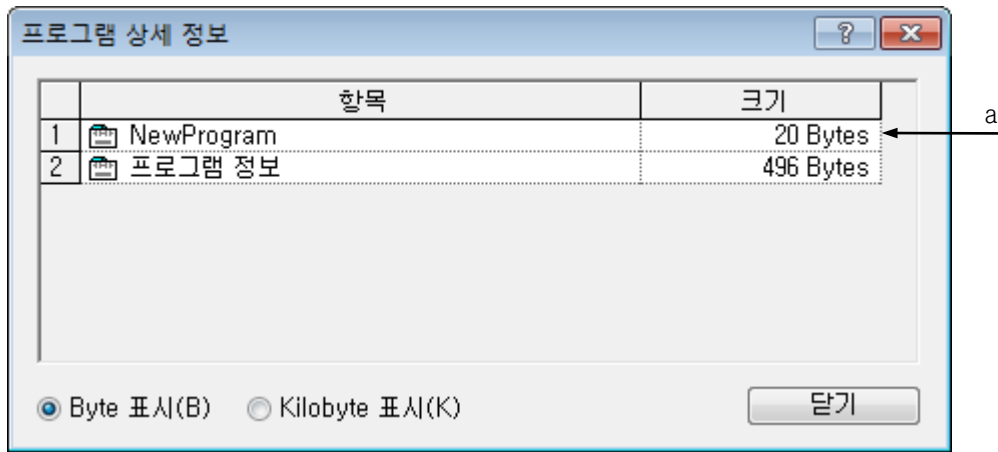 프로그램 상세 정보
항목 크기
a
1 NewProgram 20 Bytes
2 프로그램 정보 496 Bytes
Byte 표시(B) Kilobyte 표시(K) 닫기